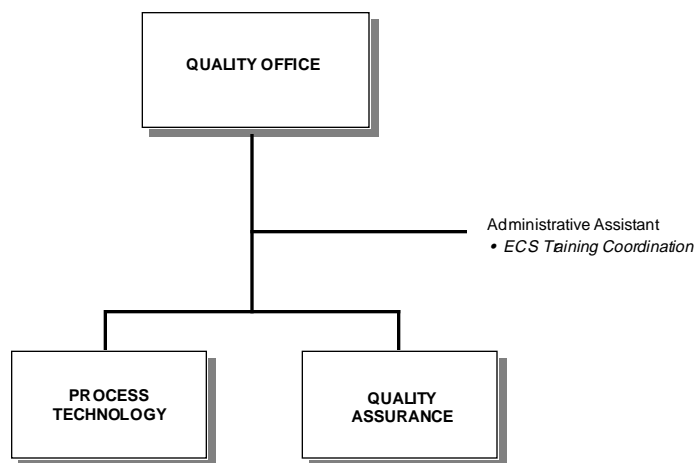 QUALITY OFFICE
Administrative Assistant
• ECS Taining Coordination
PROCESS
TECHNOLOGY
QUALITY
ASSURANCE